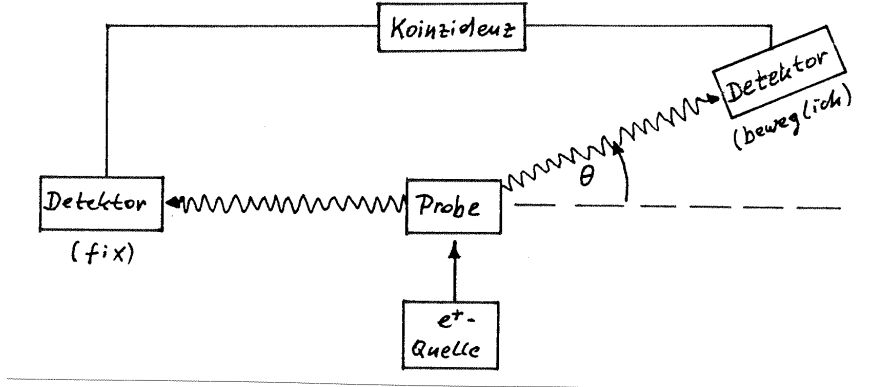 Koinzidenz
Detektor
(beweglich)
θ
Detektor
(fix)
Probe
e+-
Quelle